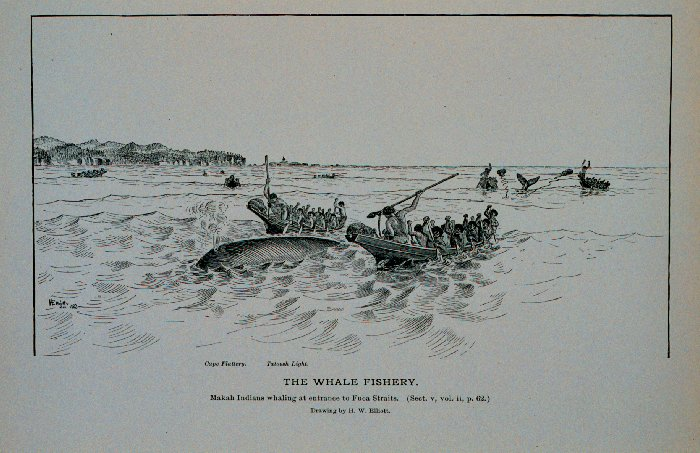 Cape Flattery. Tatoosh Light.
THE WHALE FISHERY.
Makah Indians whaling at entrance to Fuca Straits. (Sect. v, vol. ii, p. 62.)
Drawing by H. W. Elliott.